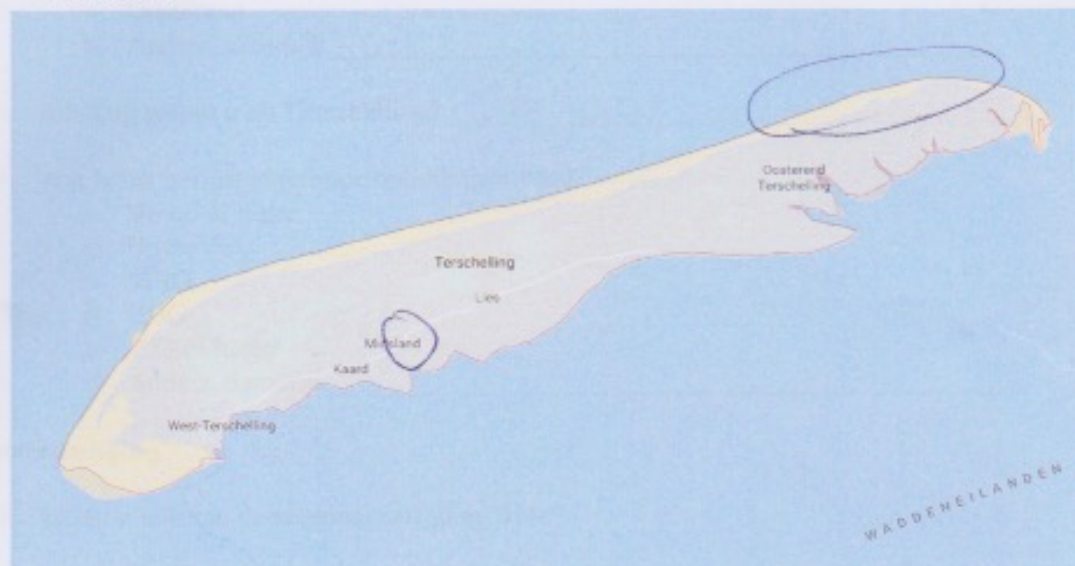 Oosterend
Terschelling
Terschelling
Lies
Midsland
Kaard
West-Terschelling
WADDENEILANDEN